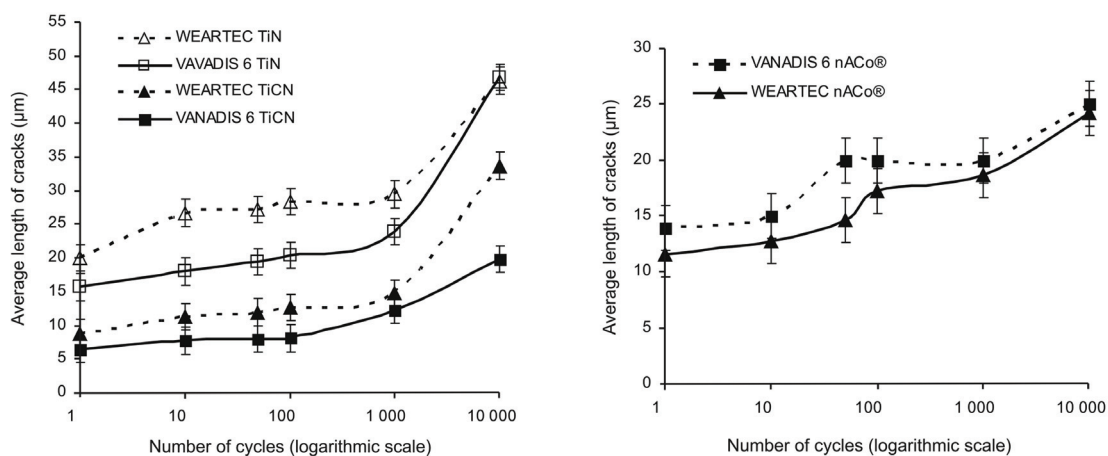 55
50
45
40
35
30
25
20
15
10
5
0
Average length of cracks (μm)
WEARTEC TiN
VAVADIS 6 TiN
WEARTEC TiCN
VANADIS 6 TiCN
1 10 100 1 000 10 000
Number of cycles (logarithmic scale)
30
25
20
15
10
5
0
Average length of cracks (μm)
VANADIS 6 nACo®
WEARTEC nACo®
1 10 100 1 000 10 000
Number of cycles (logarithmic scale)